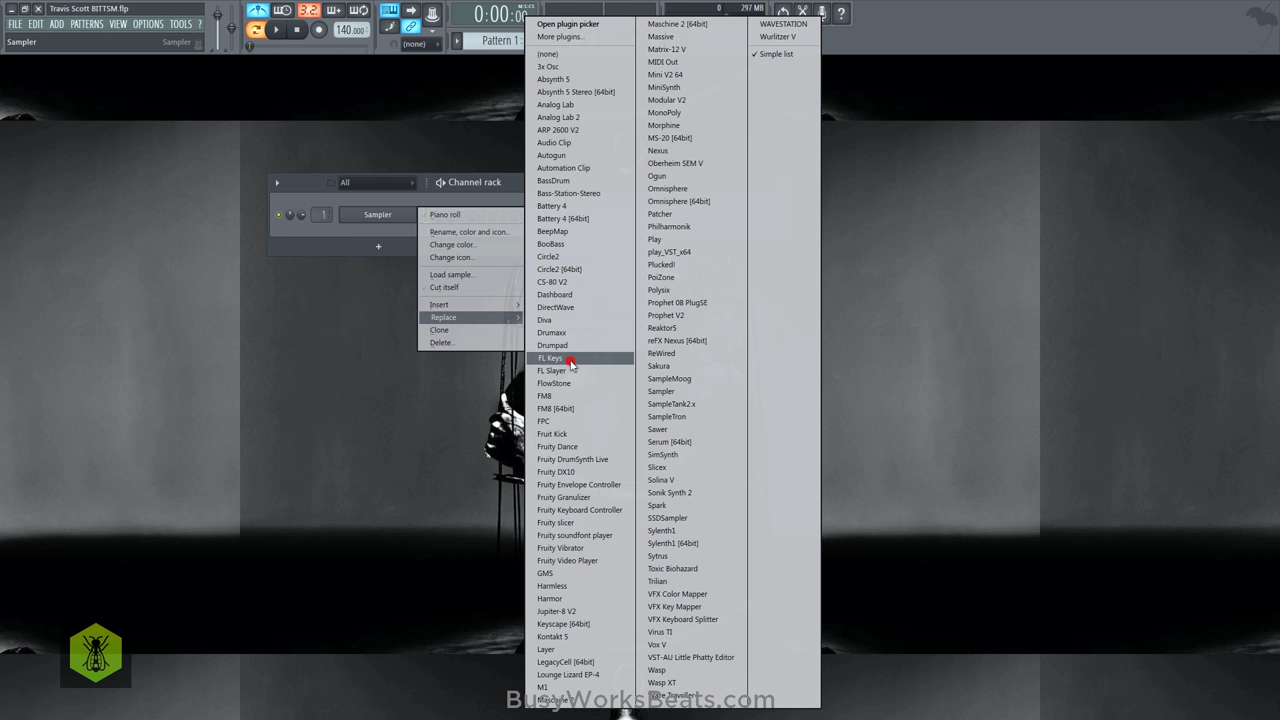 Travis Scott BITTSM.flp
FILE EDIT ADD PATTERNS VIEW OPTIONS TOOLS ?
Sampler Sampler
3.2
140.000
0:00:0
(none)
Pattern 1
0 297 MB
All Channel rack
1 Sampler
+
Piano roll
Rename, color and icon...
Change color...
Change icon...
Load sample...
Cut itself
Insert
Replace
Clone
Delete...
Open plugin picker
More plugins...
(none)
3x Osc
Absynth 5
Absynth 5 Stereo [64bit]
Analog Lab
Analog Lab 2
ARP 2600 V2
Audio Clip
Autogun
Automation Clip
BassDrum
Bass-Station-Stereo
Battery 4
Battery 4 [64bit]
BeepMap
BooBass
Circle2
Circle2 [64bit]
CS-80 V2
Dashboard
DirectWave
Diva
Drumaxx
Drumpad
FL Keys
FL Slayer
FlowStone
FM8
FM8 [64bit]
FPC
Fruit Kick
Fruity Dance
Fruity DrumSynth Live
Fruity DX10
Fruity Envelope Controller
Fruity Granulizer
Fruity Keyboard Controller
Fruity slicer
Fruity soundfont player
Fruity Vibrator
Fruity Video Player
GMS
Harmless
Harmor
Jupiter-8 V2
Keyscape [64bit]
Kontakt 5
Layer
LegacyCell [64bit]
Lounge Lizard EP-4
M1
Maschine 2 [64bit]
Massive
Matrix-12 V
MIDI Out
Mini V2 64
MiniSynth
Modular V2
MonoPoly
Morphine
MS-20 [64bit]
Nexus
Oberheim SEM V
Ogun
Omnisphere
Omnisphere [64bit]
Patcher
Philharmonik
Play
play_VST_x64
Plucked!
PoiZone
Polysix
Prophet 08 PlugSE
Prophet V2
Reaktor5
reFX Nexus [64bit]
ReWired
Sakura
SampleMoog
Sampler
SampleTank2.x
SampleTron
Sawer
Serum [64bit]
SimSynth
Slicex
Solina V
Sonik Synth 2
Spark
SSDSampler
Sylenth1
Sylenth1 [64bit]
Sytrus
Toxic Biohazard
Trilian
VFX Color Mapper
VFX Key Mapper
VFX Keyboard Splitter
Virus TI
Vox V
VST-AU Little Phatty Editor
Wasp
Wasp XT
WAVESTATION
Wurlitzer V
Simple list
BusyWorksBeats.com